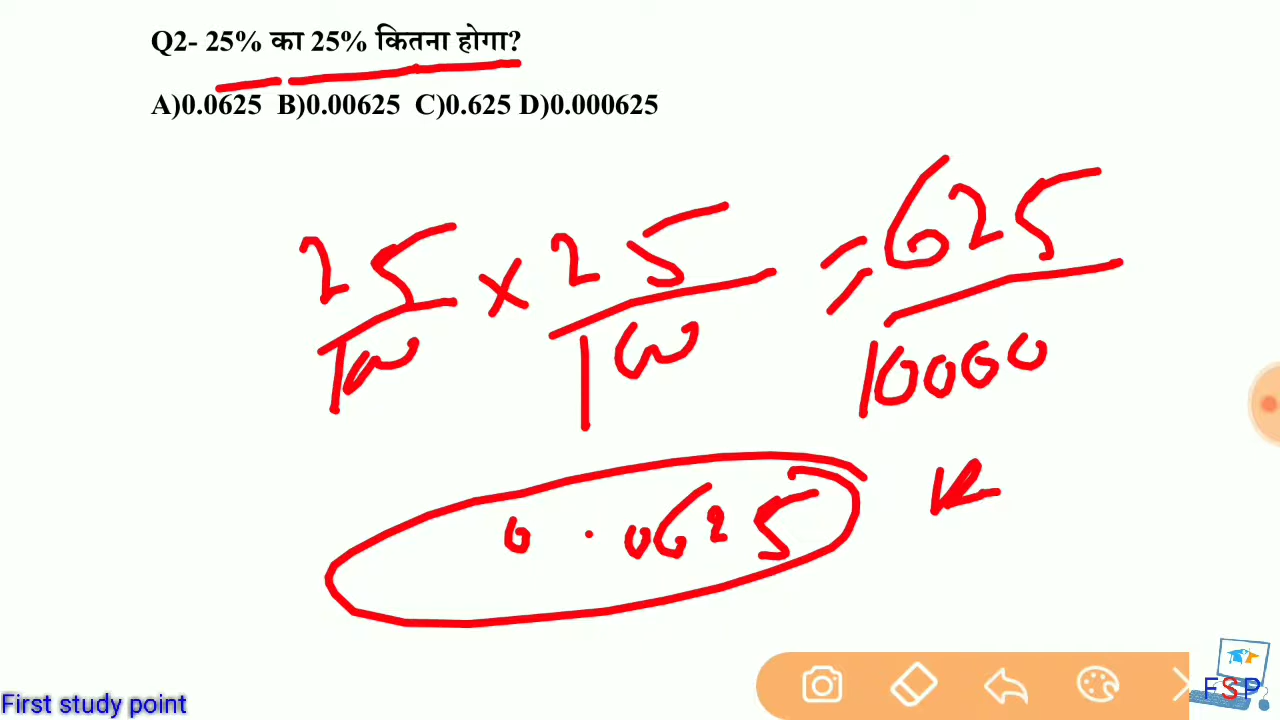 Q2- 25% का 25% कितना होगा?
A)0.0625 B)0.00625 C)0.625 D)0.000625
25/100 × 25/100 = 625/10000
0.0625
First study point
FSP